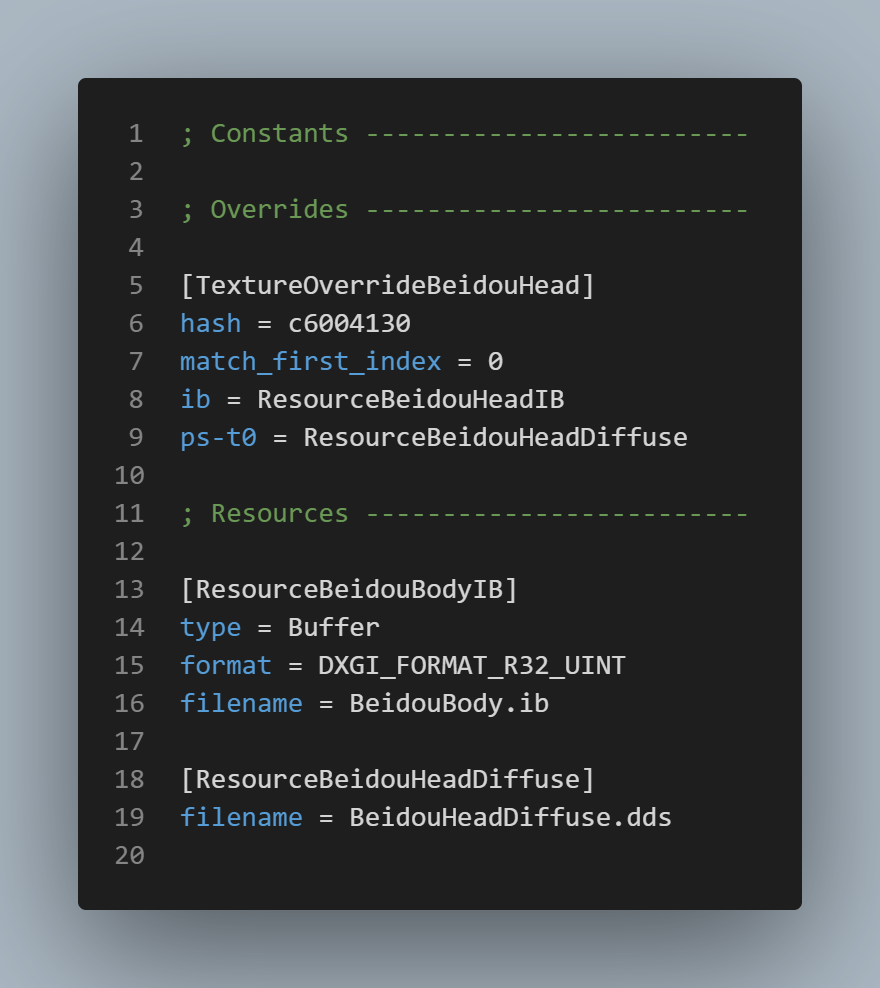 1 ; Constants -------------------------
2
3 ; Overrides -------------------------
4
5 [TextureOverrideBeidouHead]
6 hash = c6004130
7 match_first_index = 0
8 ib = ResourceBeidouHeadIB
9 ps-t0 = ResourceBeidouHeadDiffuse
10
11 ; Resources -------------------------
12
13 [ResourceBeidouBodyIB]
14 type = Buffer
15 format = DXGI_FORMAT_R32_UINT
16 filename = BeidouBody.ib
17
18 [ResourceBeidouHeadDiffuse]
19 filename = BeidouHeadDiffuse.dds
20